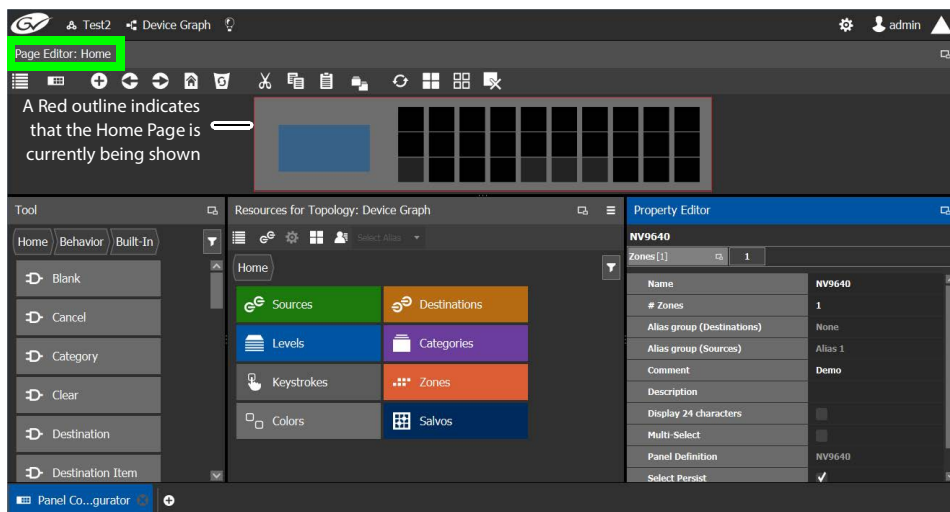 GV Test2 Device Graph admin
Page Editor: Home
A Red outline indicates
that the Home Page is
currently being shown
Tool
Home Behavior Built-In
Blank
Cancel
Category
Clear
Destination
Destination Item
Resources for Topology: Device Graph
Select Alias
Home
Sources Destinations
Levels Categories
Keystrokes Zones
Colors Salvos
Property Editor
NV9640
Zones [1] 1
Name NV9640
# Zones 1
Alias group (Destinations) None
Alias group (Sources) Alias 1
Comment Demo
Description
Display 24 characters
Multi-Select
Panel Definition NV9640
Select Persist
Panel Co...gurator